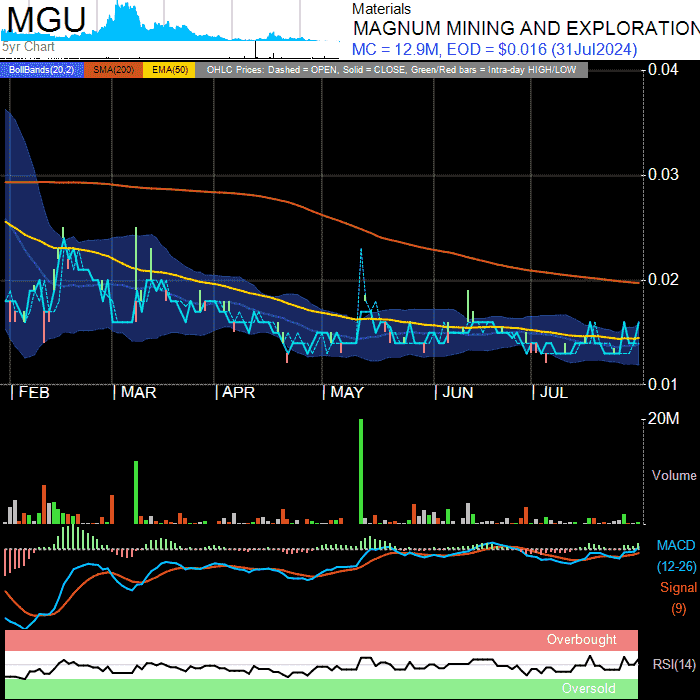 MGU
5yr Chart
Materials
MAGNUM MINING AND EXPLORATION
MC = 12.9M, EOD = $0.016 (31Jul2024)
BollBands(20,2) SMA(200) EMA(50) OHLC Prices: Dashed = OPEN, Solid = CLOSE, Green/Red bars = Intra-day HIGH/LOW
0.04
0.03
0.02
0.01
FEB MAR APR MAY JUN JUL
20M
Volume
MACD
(12-26)
Signal
(9)
Overbought
RSI(14)
Oversold